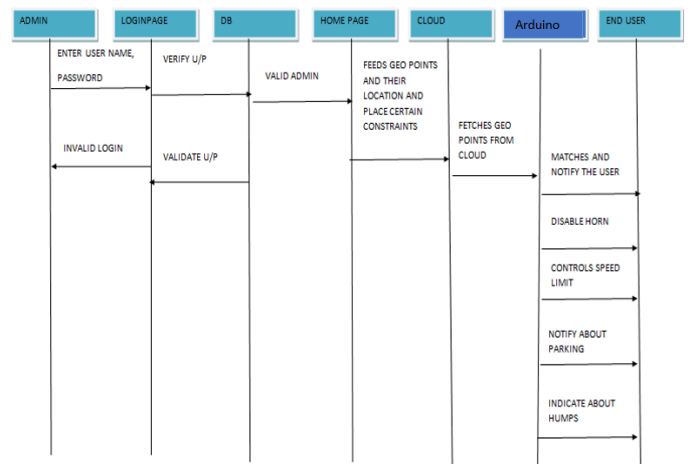 ADMIN
LOGINPAGE
DB
HOME PAGE
CLOUD
Arduino
END USER
ENTER USER NAME,
PASSWORD
VERIFY U/P
VALID ADMIN
FEEDS GEO POINTS
AND THEIR
LOCATION AND
PLACE CERTAIN
CONSTRAINTS
INVALID LOGIN
VALIDATE U/P
FETCHES GEO
POINTS FROM
CLOUD
MATCHES AND
NOTIFY THE USER
DISABLE HORN
CONTROLS SPEED
LIMIT
NOTIFY ABOUT
PARKING
INDICATE ABOUT
HUMPS